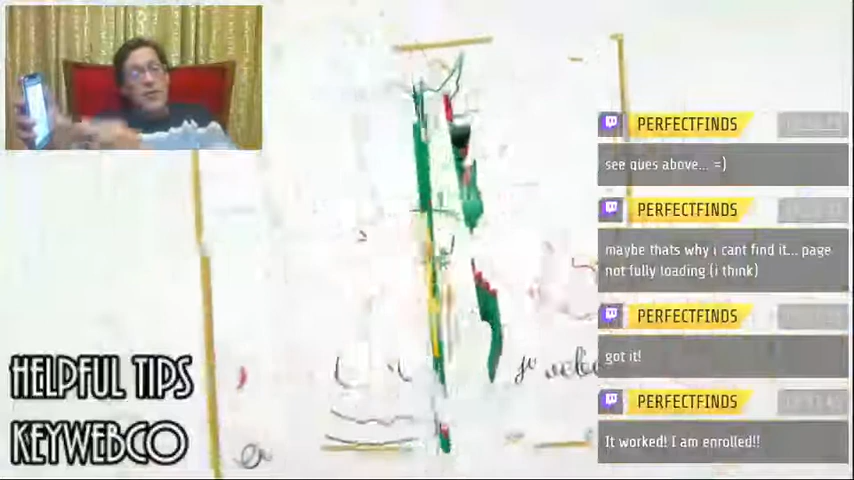 PERFECTFINDS
see ques above... =)
PERFECTFINDS
maybe thats why i cant find it... page
not fully loading (i think)
PERFECTFINDS
got it!
PERFECTFINDS
It worked! I am enrolled!!
HELPFUL TIPS
KEYWEBCO